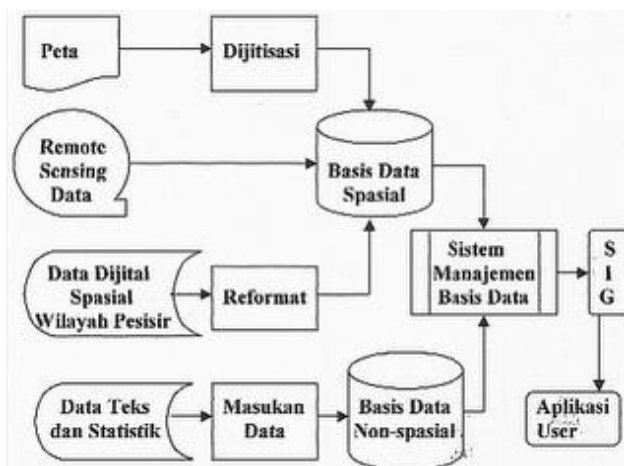 Peta
Dijitisasi
Remote
Sensing
Data
Basis Data
Spasial
Data Dijital
Spasial
Wilayah Pesisir
Reformat
Sistem
Manajemen
Basis Data
S
I
G
Data Teks
dan Statistik
Masukan
Data
Basis Data
Non-spasial
Aplikasi
User